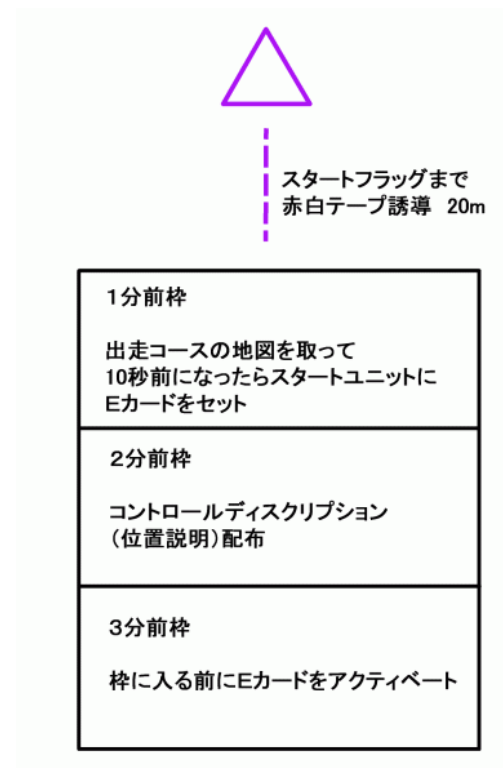 スタートフラッグまで
赤白テープ誘導 20m
1分前枠
出走コースの地図を取って
10秒前になったらスタートユニットに
Eカードをセット
2分前枠
コントロールディスクリプション
(位置説明)配布
3分前枠
枠に入る前にEカードをアクティベート